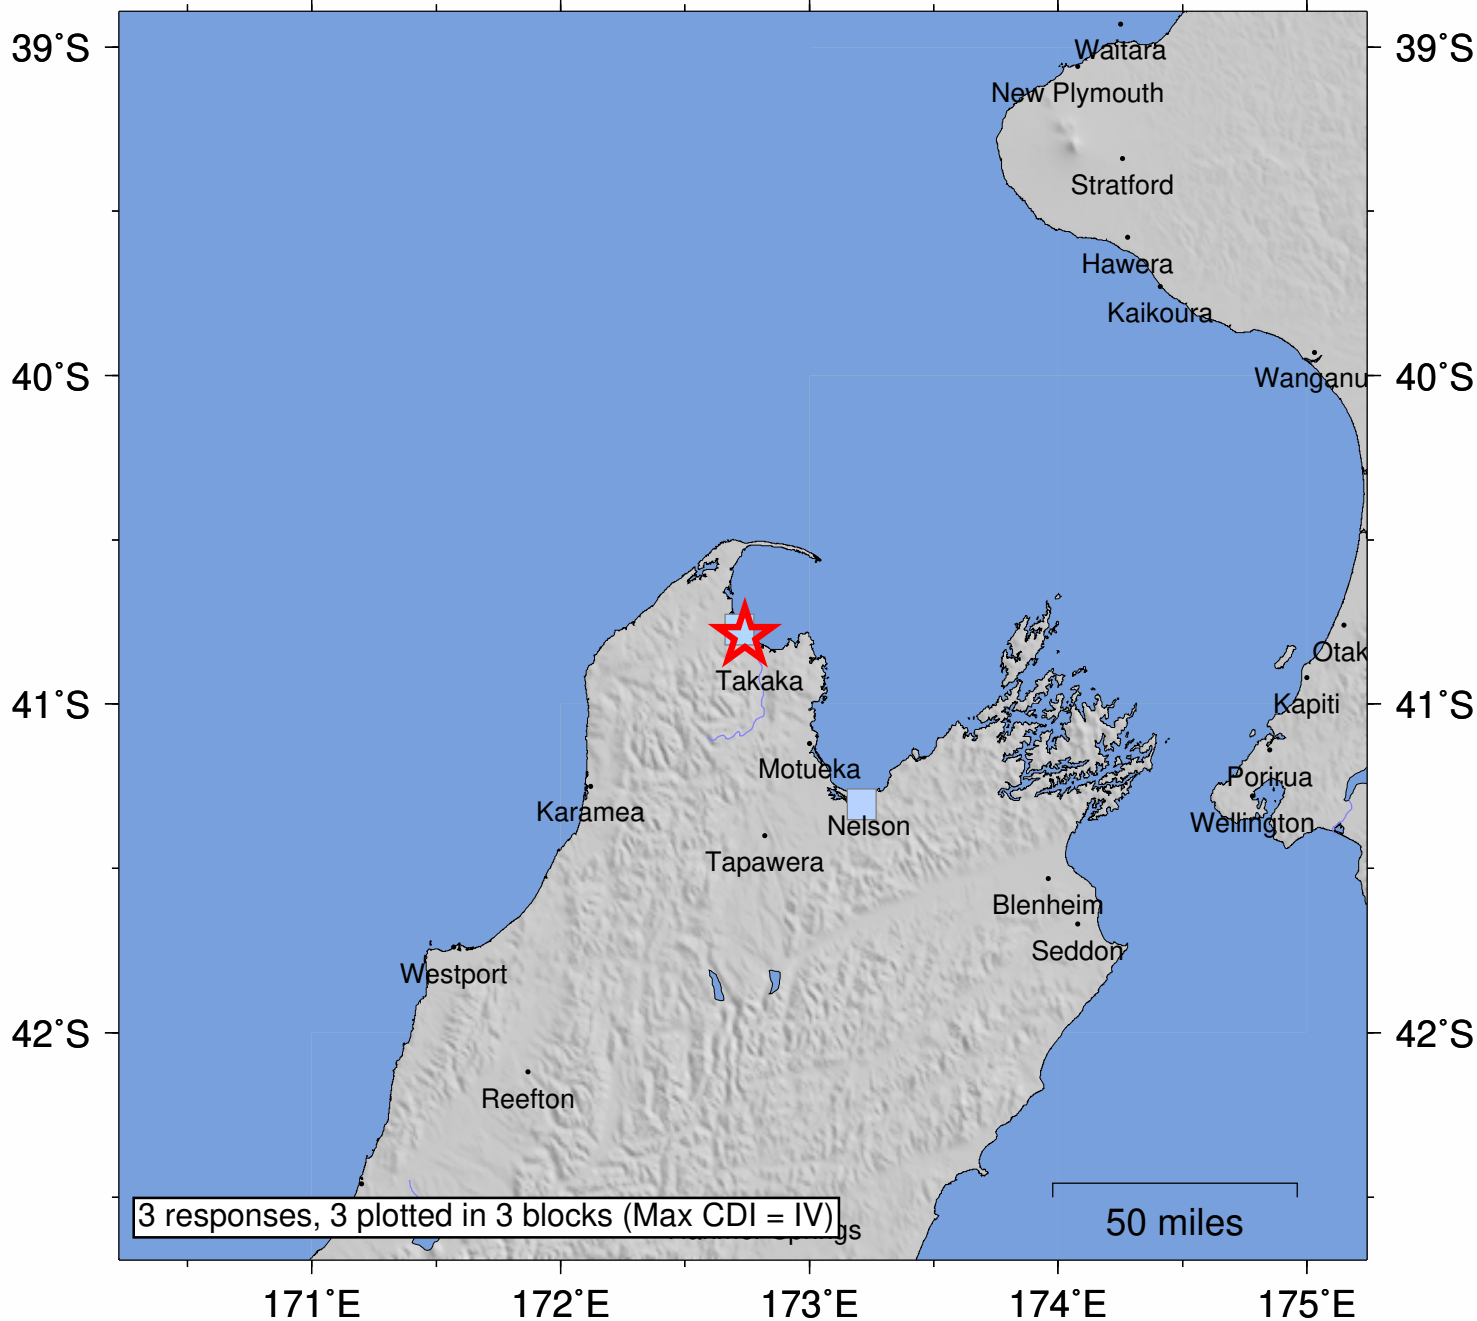 39°S
39°S
Waitara
New Plymouth
Stratford
Hawera
Kaikoura
40°S
Wanganu
40°S
Otak
Takaka
41°S
Kapiti
41°S
Motueka
Porirua
Karamea
Nelson
Wellington
Tapawera
Blenheim
Seddon
Westport
42°S
42°S
Reefton
3 responses, 3 plotted in 3 blocks (Max CDI = IV)
gs
50 miles
171°E
172°E
173°E
174°E
175°E